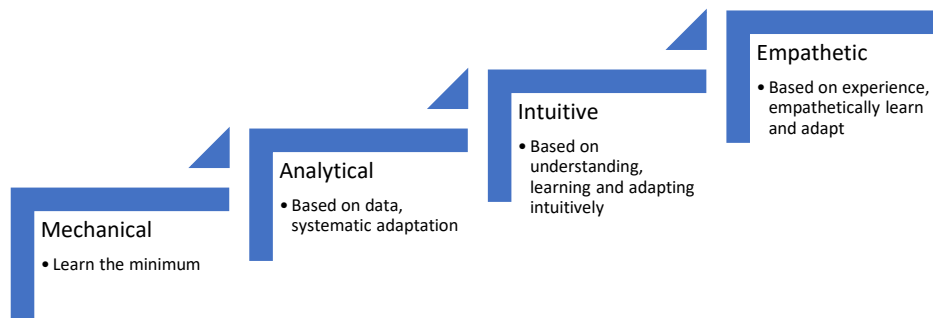 Mechanical
• Learn the minimum
Analytical
• Based on data,
systematic adaptation
Intuitive
• Based on
understanding,
learning and adapting
intuitively
Empathetic
• Based on experience,
empathetically learn
and adapt